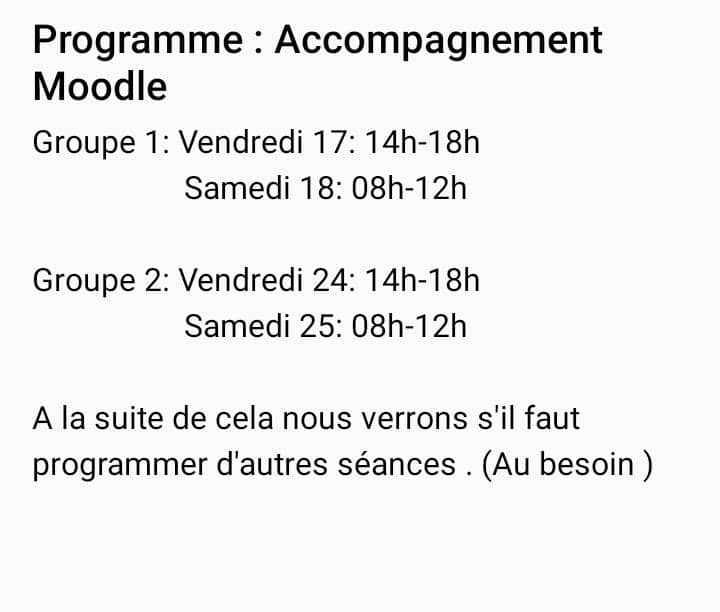 Programme : Accompagnement
Moodle
Groupe 1: Vendredi 17: 14h-18h
Samedi 18: 08h-12h
Groupe 2: Vendredi 24: 14h-18h
Samedi 25: 08h-12h
A la suite de cela nous verrons s'il faut
programmer d'autres séances . (Au besoin )